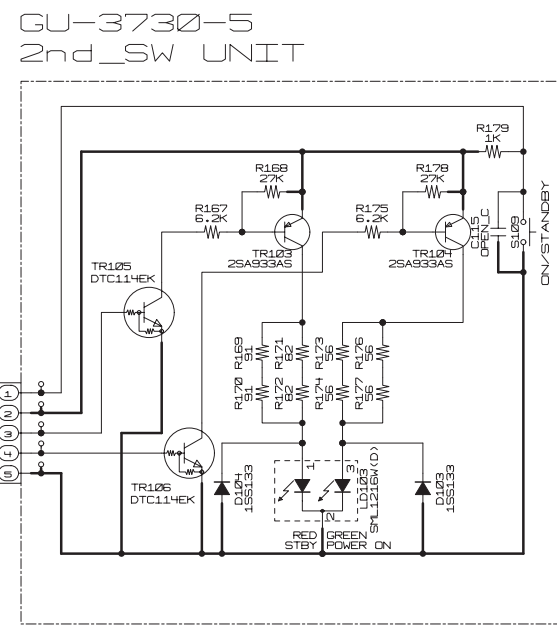 GU-3730-5
2nd_SW UNIT
R179
1K
R168
27K
R178
27K
R167
6.2K
R175
6.2K
C115
OPEN_C
S109
ON/STANDBY
TR103
2SA933AS
TR104
2SA933AS
TR105
DTC114EK
R169
91
R171
82
R173
56
R176
56
R170
91
R172
82
R174
56
R177
56
1
2
3
4
5
TR106
DTC114EK
D104
1SS133
1
3
2
LD103
SML1216W(D)
D103
1SS133
RED GREEN
STBY POWER ON